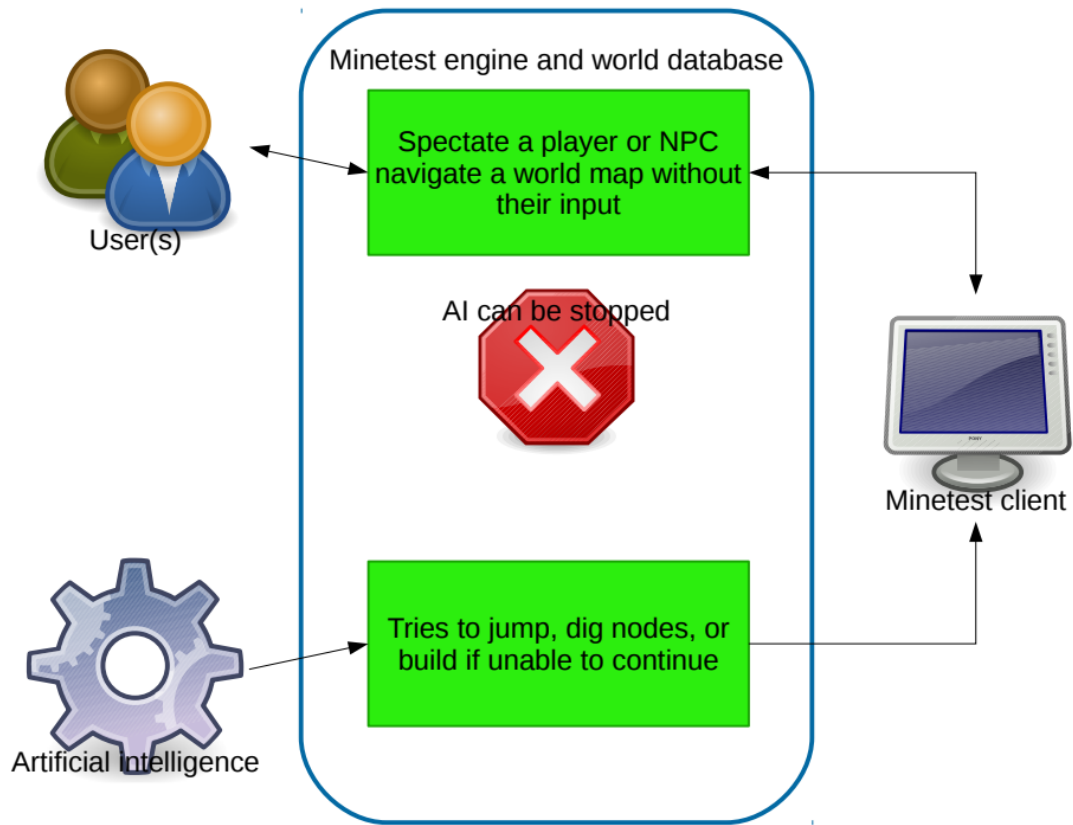 Minetest engine and world database
Spectate a player or NPC
navigate a world map without
their input
User(s)
AI can be stopped
Minetest client
Tries to jump, dig nodes, or
build if unable to continue
Artificial intelligence